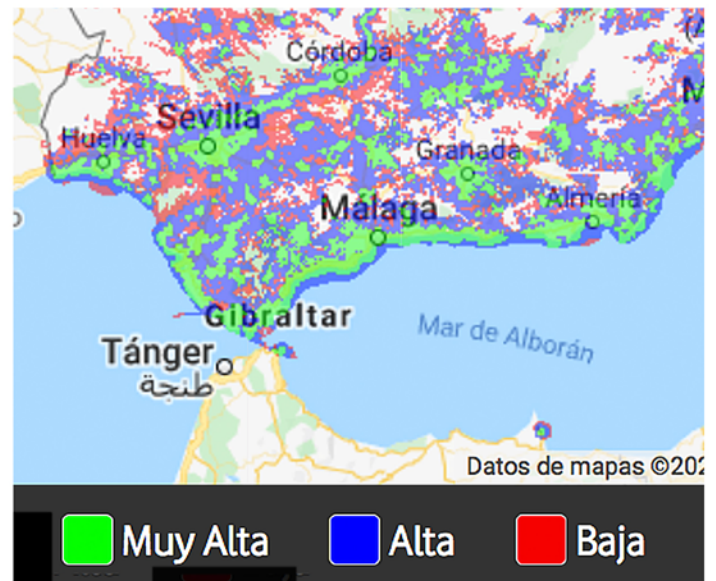 Córdoba
Sevilla
Huelva
Granada
Málaga
Almería
Gibraltar
Mar de Alborán
Tánger
طنجة
Datos de mapas ©202
Muy Alta
Alta
Baja